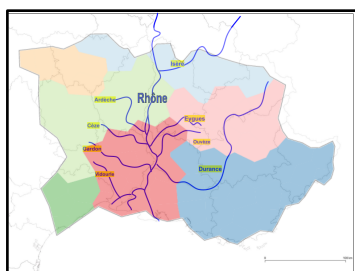 Isère
Ardèche
Rhône
Cèze
Eygues
Ouvèze
Gardon
Durance
Vidourle